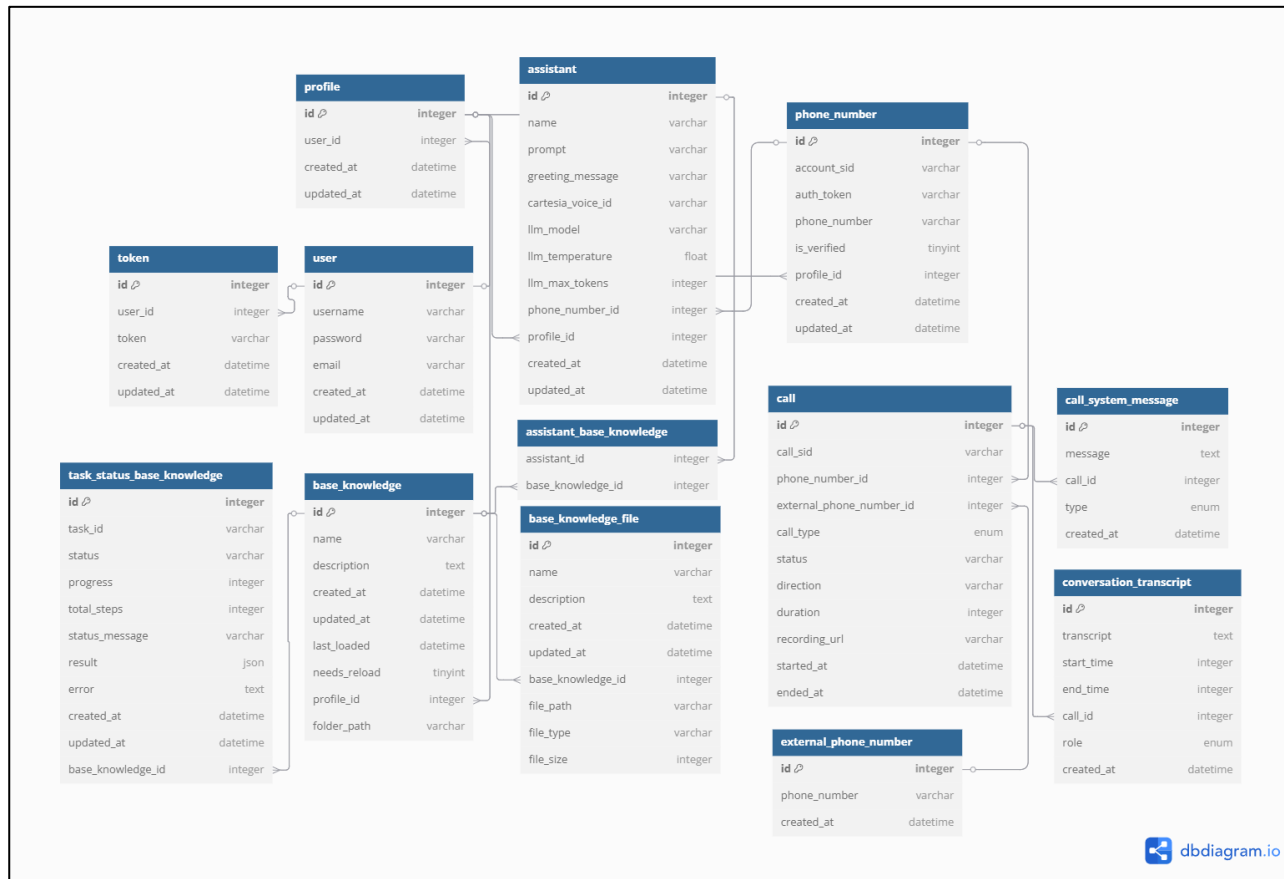 profile
id integer
user_id integer
created_at datetime
updated_at datetime
assistant
id integer
name varchar
prompt varchar
greeting_message varchar
cartesia_voice_id varchar
llm_model varchar
llm_temperature float
llm_max_tokens integer
phone_number_id integer
profile_id integer
created_at datetime
updated_at datetime
phone_number
id integer
account_sid varchar
auth_token varchar
phone_number varchar
is_verified tinyint
profile_id integer
created_at datetime
updated_at datetime
token
id integer
user_id integer
token varchar
created_at datetime
updated_at datetime
user
id integer
username varchar
password varchar
email varchar
created_at datetime
updated_at datetime
call
id integer
call_sid varchar
phone_number_id integer
external_phone_number_id integer
call_type enum
status varchar
direction varchar
duration integer
recording_url varchar
started_at datetime
ended_at datetime
call_system_message
id integer
message text
call_id integer
type enum
created_at datetime
assistant_base_knowledge
assistant_id integer
base_knowledge_id integer
task_status_base_knowledge
id integer
task_id varchar
status varchar
progress integer
total_steps integer
status_message varchar
result json
error text
created_at datetime
updated_at datetime
base_knowledge_id integer
base_knowledge
id integer
name varchar
description text
created_at datetime
updated_at datetime
last_loaded datetime
needs_reload tinyint
profile_id integer
folder_path varchar
base_knowledge_file
id integer
name varchar
description text
created_at datetime
updated_at datetime
base_knowledge_id integer
file_path varchar
file_type varchar
file_size integer
conversation_transcript
id integer
transcript text
start_time integer
end_time integer
call_id integer
role enum
created_at datetime
external_phone_number
id integer
phone_number varchar
created_at datetime
dbdiagram.io